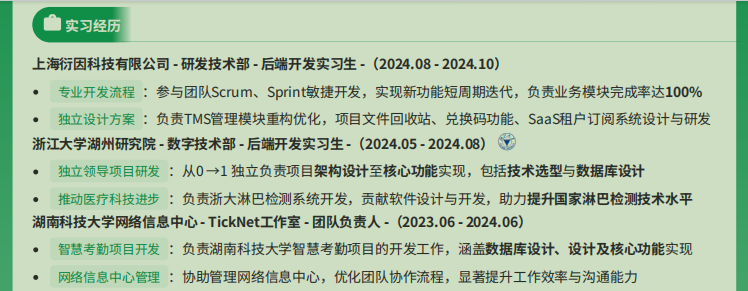 实习经历
上海衍因科技有限公司 - 研发技术部 - 后端开发实习生 -（2024.08 - 2024.10）
• 专业开发流程 ：参与团队Scrum、Sprint敏捷开发，实现新功能短周期迭代，负责业务模块完成率达100%
• 独立设计方案 ：负责TMS管理模块重构优化，项目文件回收站、兑换码功能、SaaS租户订阅系统设计与研发
浙江大学湖州研究院 - 数字技术部 - 后端开发实习生 -（2024.05 - 2024.08）
• 独立领导项目研发 ：从0→1 独立负责项目架构设计至核心功能实现，包括技术选型与数据库设计
• 推动医疗科技进步 ：负责浙大淋巴检测系统开发，贡献软件设计与开发，助力提升国家淋巴检测技术水平
湖南科技大学网络信息中心 - TickNet工作室 - 团队负责人 -（2023.06 - 2024.06）
• 智慧考勤项目开发 ：负责湖南科技大学智慧考勤项目的开发工作，涵盖数据库设计、设计及核心功能实现
• 网络信息中心管理 ：协助管理网络信息中心，优化团队协作流程，显著提升工作效率与沟通能力